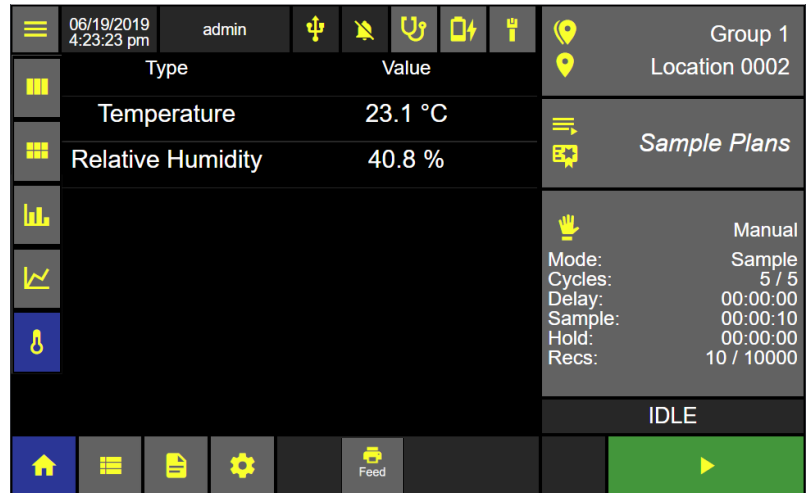 06/19/2019
4:23:23 pm
admin
Group 1
Location 0002
Type Value
Temperature 23.1 °C
Relative Humidity 40.8 %
Sample Plans
Manual
Mode: Sample
Cycles: 5 / 5
Delay: 00:00:00
Sample: 00:00:10
Hold: 00:00:00
Recs: 10 / 10000
IDLE
Feed